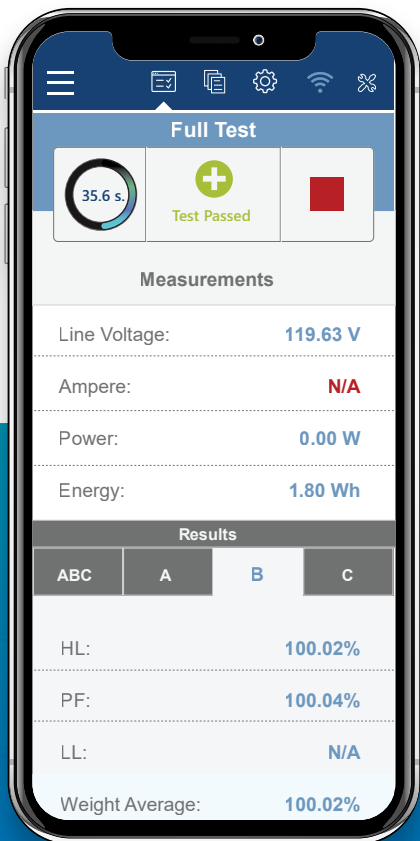 Full Test
35.6 s.
Test Passed
Measurements
Line Voltage: 119.63 V
Ampere: N/A
Power: 0.00 W
Energy: 1.80 Wh
Results
ABC A B C
HL: 100.02%
PF: 100.04%
LL: N/A
Weight Average: 100.02%